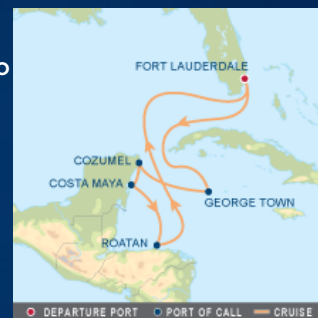 O
FORT LAUDERDALE
COZUMEL
COSTA MAYA
GEORGE TOWN
ROATAN
DEPARTURE PORT PORT OF CALL CRUISE